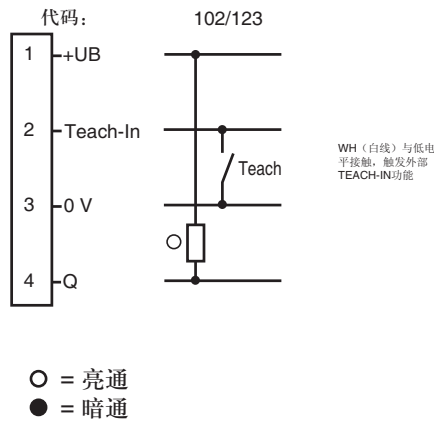 代码： 102/123
1 +UB
2 Teach-In
Teach
3 0 V
4 Q
WH（白线）与低电
平接触，触发外部
TEACH-IN功能
= 亮通
= 暗通